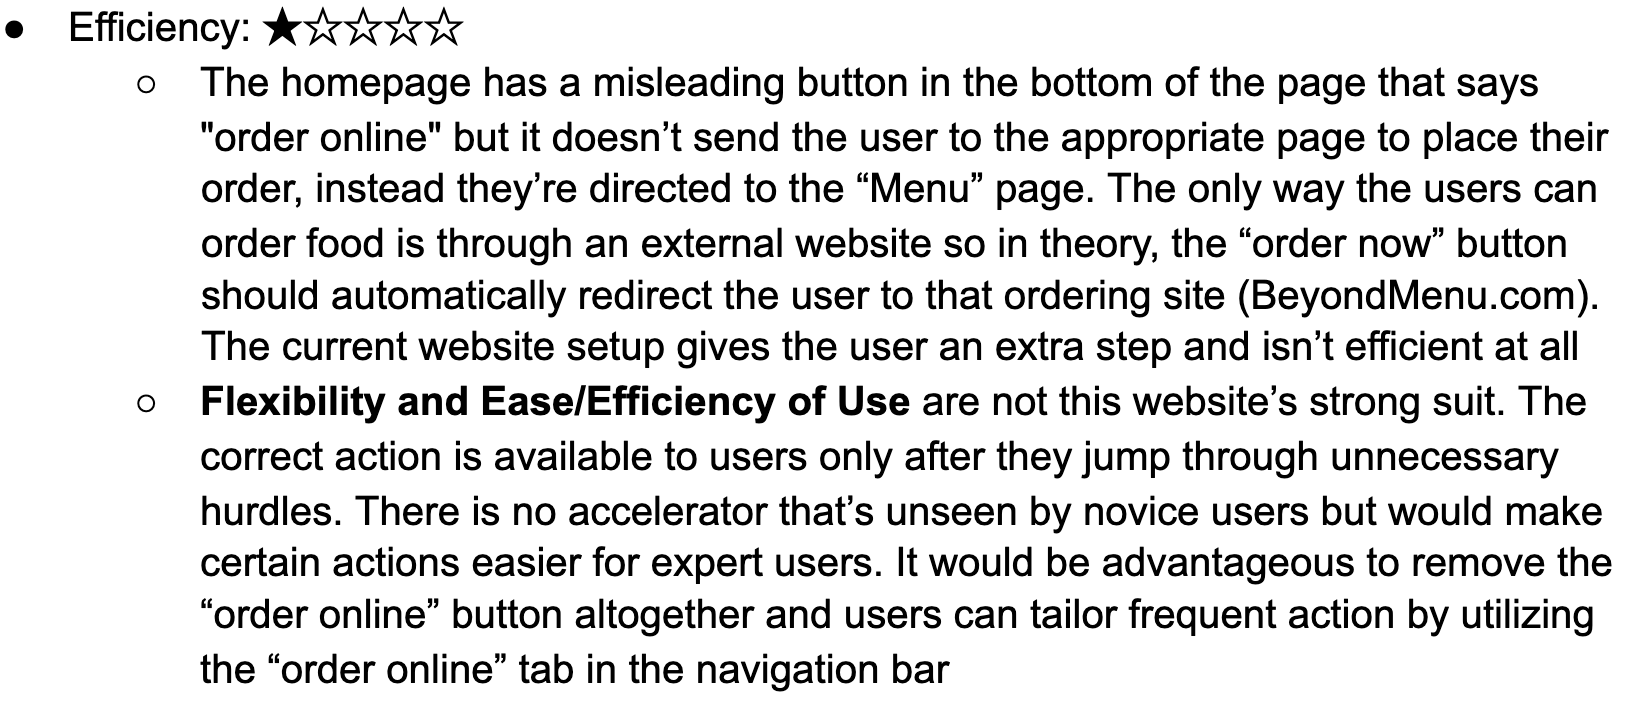 ● Efficiency: ★☆☆☆☆
○ The homepage has a misleading button in the bottom of the page that says
"order online" but it doesn’t send the user to the appropriate page to place their
order, instead they’re directed to the “Menu” page. The only way the users can
order food is through an external website so in theory, the “order now” button
should automatically redirect the user to that ordering site (BeyondMenu.com).
The current website setup gives the user an extra step and isn’t efficient at all
○ Flexibility and Ease/Efficiency of Use are not this website’s strong suit. The
correct action is available to users only after they jump through unnecessary
hurdles. There is no accelerator that’s unseen by novice users but would make
certain actions easier for expert users. It would be advantageous to remove the
“order online” button altogether and users can tailor frequent action by utilizing
the “order online” tab in the navigation bar